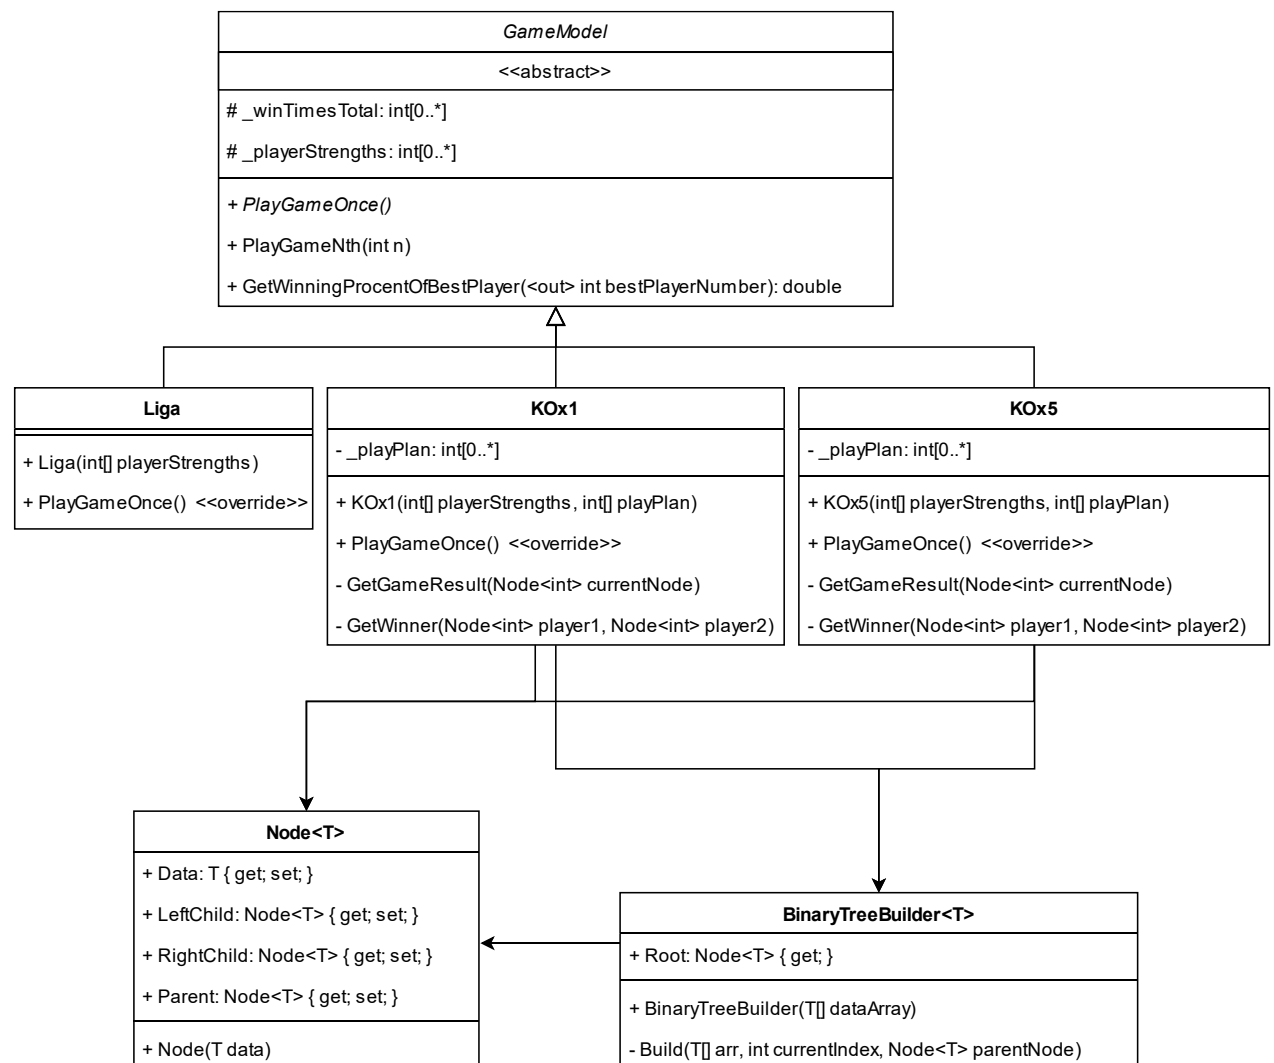 GameModel
<<abstract>>
# _winTimesTotal: int[0..*]
# _playerStrengths: int[0..*]
+ PlayGameOnce()
+ PlayGameNth(int n)
+ GetWinningProcentOfBestPlayer(<out> int bestPlayerNumber): double
Liga
+ Liga(int[] playerStrengths)
+ PlayGameOnce() <<override>>
KOx1
- _playPlan: int[0..*]
+ KOx1(int[] playerStrengths, int[] playPlan)
+ PlayGameOnce() <<override>>
- GetGameResult(Node<int> currentNode)
- GetWinner(Node<int> player1, Node<int> player2)
KOx5
- _playPlan: int[0..*]
+ KOx5(int[] playerStrengths, int[] playPlan)
+ PlayGameOnce() <<override>>
- GetGameResult(Node<int> currentNode)
- GetWinner(Node<int> player1, Node<int> player2)
Node<T>
+ Data: T { get; set; }
+ LeftChild: Node<T> { get; set; }
+ RightChild: Node<T> { get; set; }
+ Parent: Node<T> { get; set; }
+ Node(T data)
BinaryTreeBuilder<T>
+ Root: Node<T> { get; }
+ BinaryTreeBuilder(T[] dataArray)
- Build(T[] arr, int currentIndex, Node<T> parentNode)